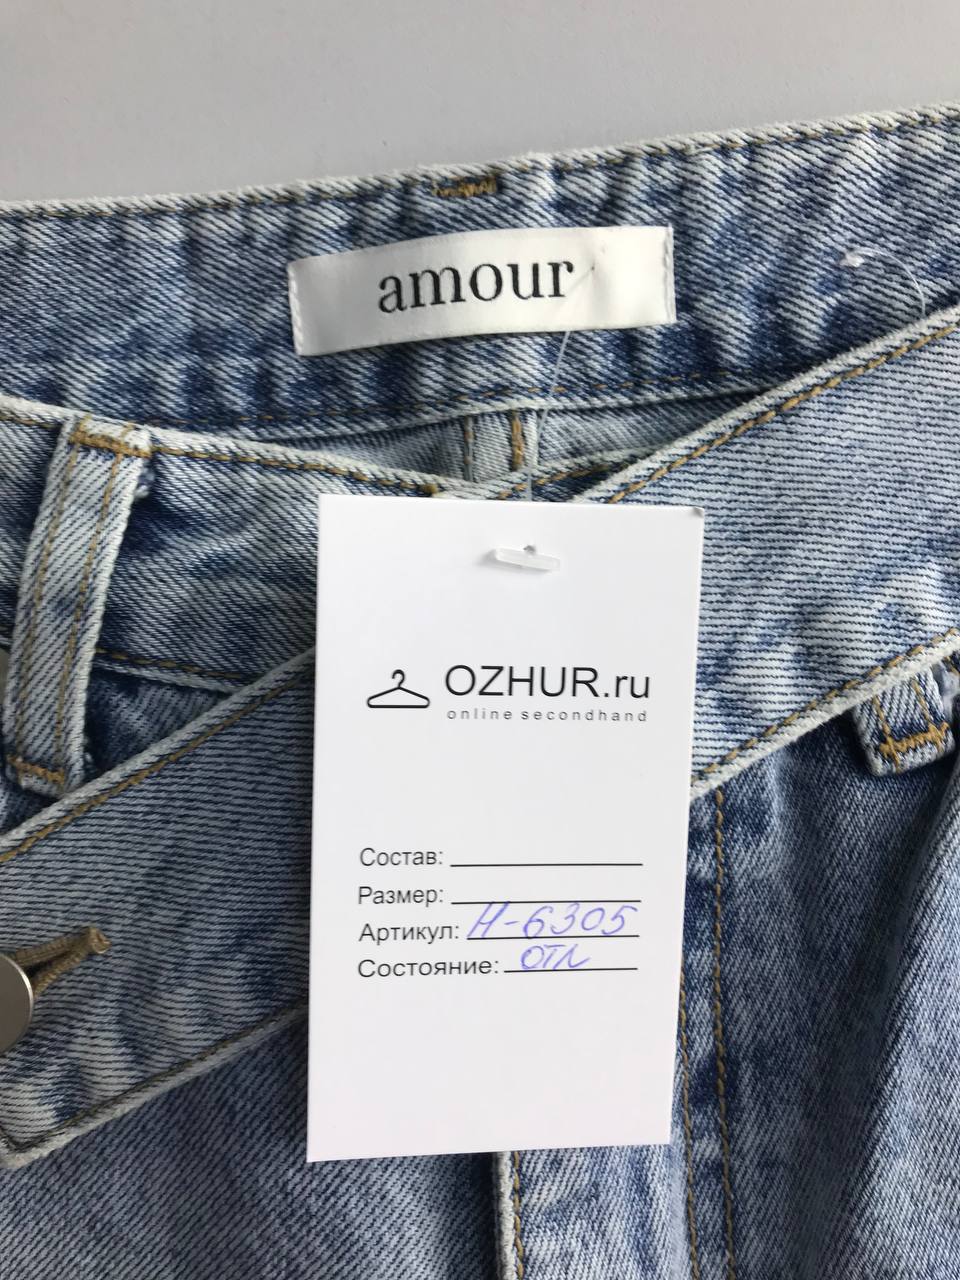 amour
OZHUR.ru
online secondhand
Состав:
Размер:
Артикул: Н-6305
Состояние: отл